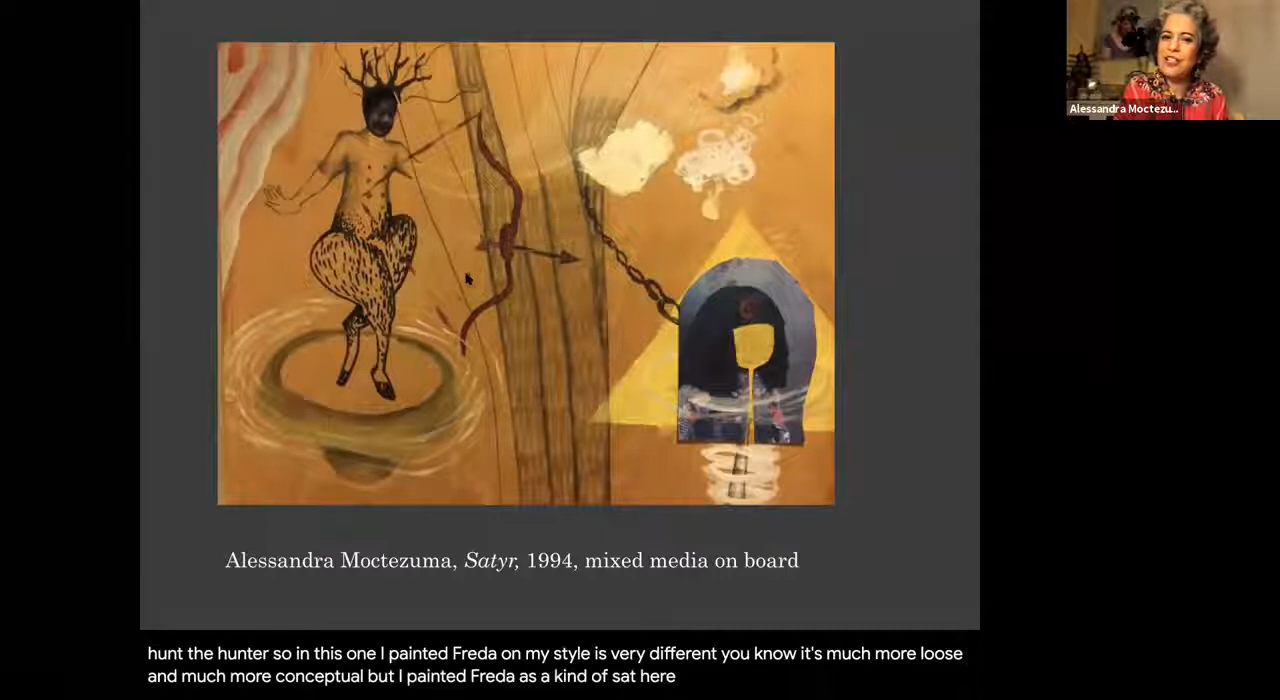 Alessandra Moctezu...
Alessandra Moctezuma, Satyr, 1994, mixed media on board
hunt the hunter so in this one I painted Freda on my style is very different you know it's much more loose
and much more conceptual but I painted Freda as a kind of sat here